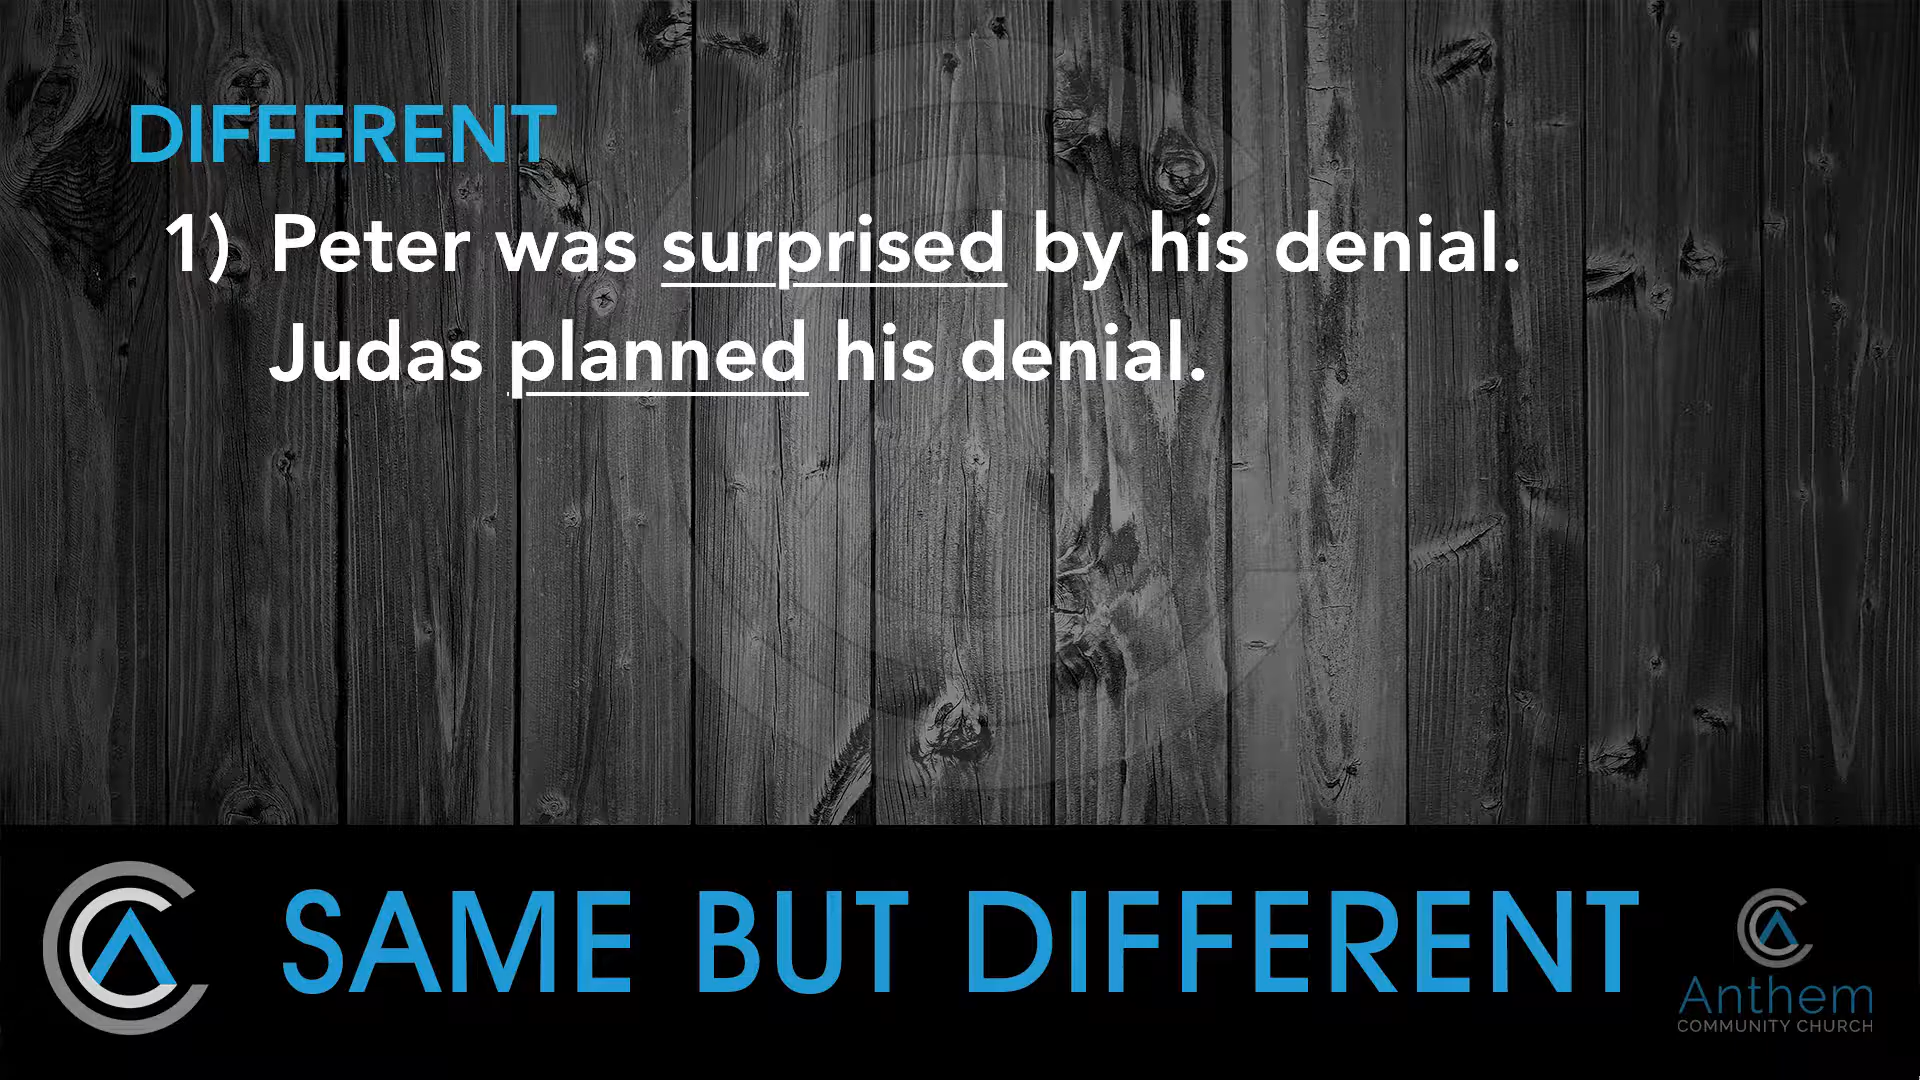 DIFFERENT
1) Peter was surprised by his denial.
Judas planned his denial.
SAME BUT DIFFERENT
Anthem
COMMUNITY CHURCH